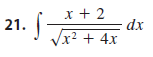 21. ∫ (x + 2)/√(x² + 4x) dx